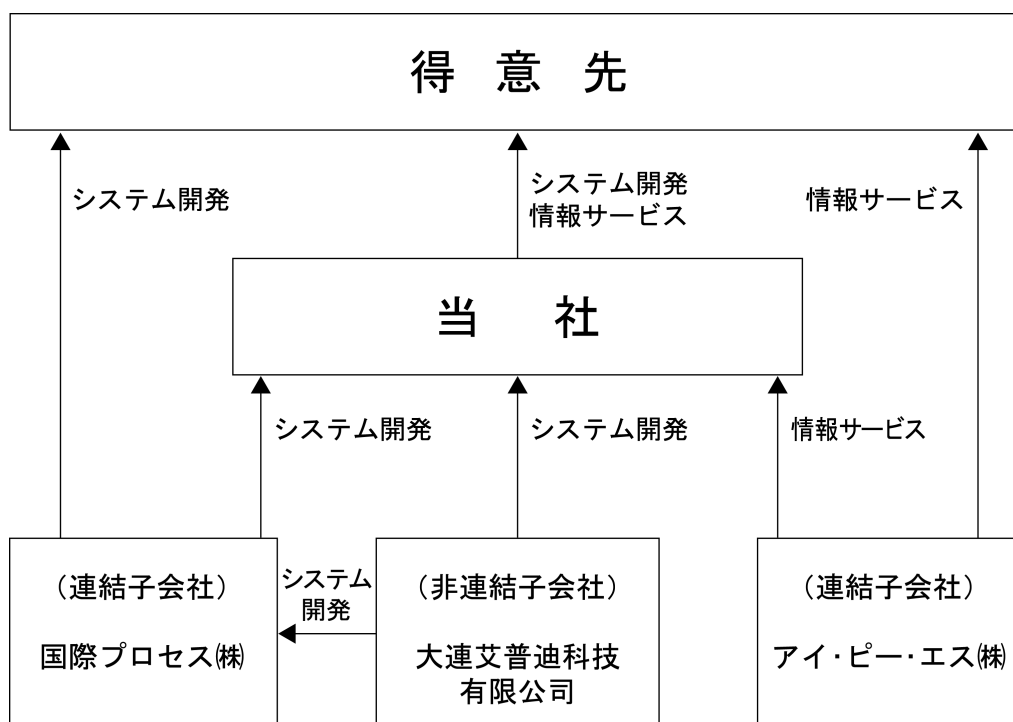 得意先
システム開発
システム開発
情報サービス
情報サービス
当社
システム開発
システム開発
情報サービス
（連結子会社）
国際プロセス㈱
システム
開発
（非連結子会社）
大連艾普迪科技
有限公司
（連結子会社）
アイ・ピー・エス㈱